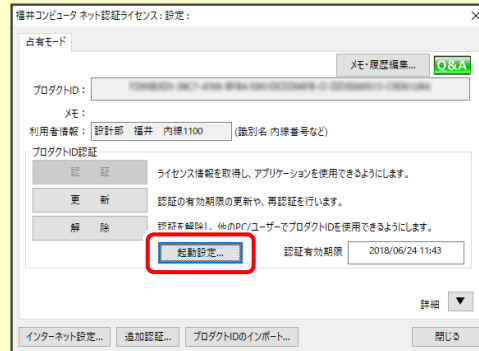 福井コンピュータ ネット認証ライセンス：設定：
占有モード
メモ・履歴編集... Q&A
プロダクトID：
メモ：
利用者情報： 設計部 福井 内線1100 (識別名 内線番号など)
プロダクトID認証
認 証 ライセンス情報を取得し、アプリケーションを使用できるようにします。
更 新 認証の有効期限の更新や、再認証を行います。
解 除 認証を解除し、他のPC/ユーザーでプロダクトIDを使用できるようにします。
起動設定... 認証有効期限 2018/06/24 11:43
詳細 ▼
インターネット設定... 追加認証... プロダクトIDのインポート... 閉じる